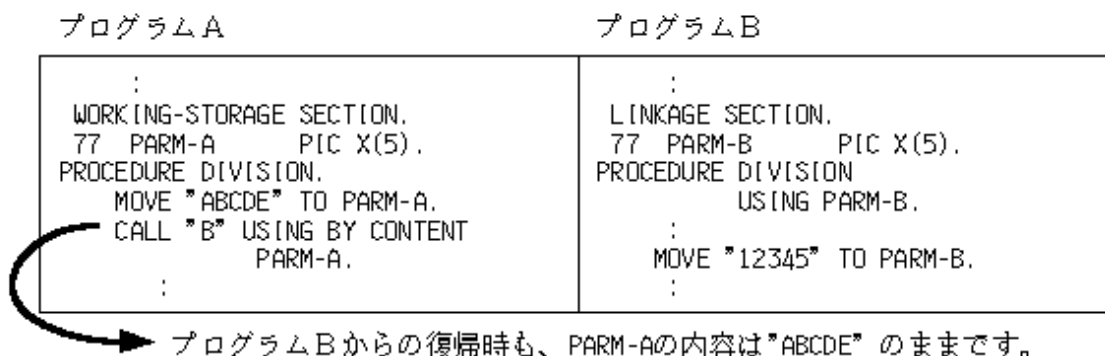 プログラムA
:
WORKING-STORAGE SECTION.
77 PARM-A PIC X(5).
PROCEDURE DIVISION.
MOVE "ABCDE" TO PARM-A.
CALL "B" USING BY CONTENT
PARM-A.
:
プログラムB
:
LINKAGE SECTION.
77 PARM-B PIC X(5).
PROCEDURE DIVISION
USING PARM-B.
:
MOVE "12345" TO PARM-B.
:
プログラムBからの復帰時も、PARM-Aの内容は"ABCDE" のままです。